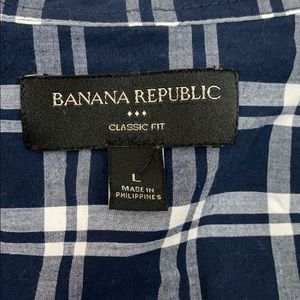 BANANA REPUBLIC
CLASSIC FIT
L
MADE IN
PHILIPPINES